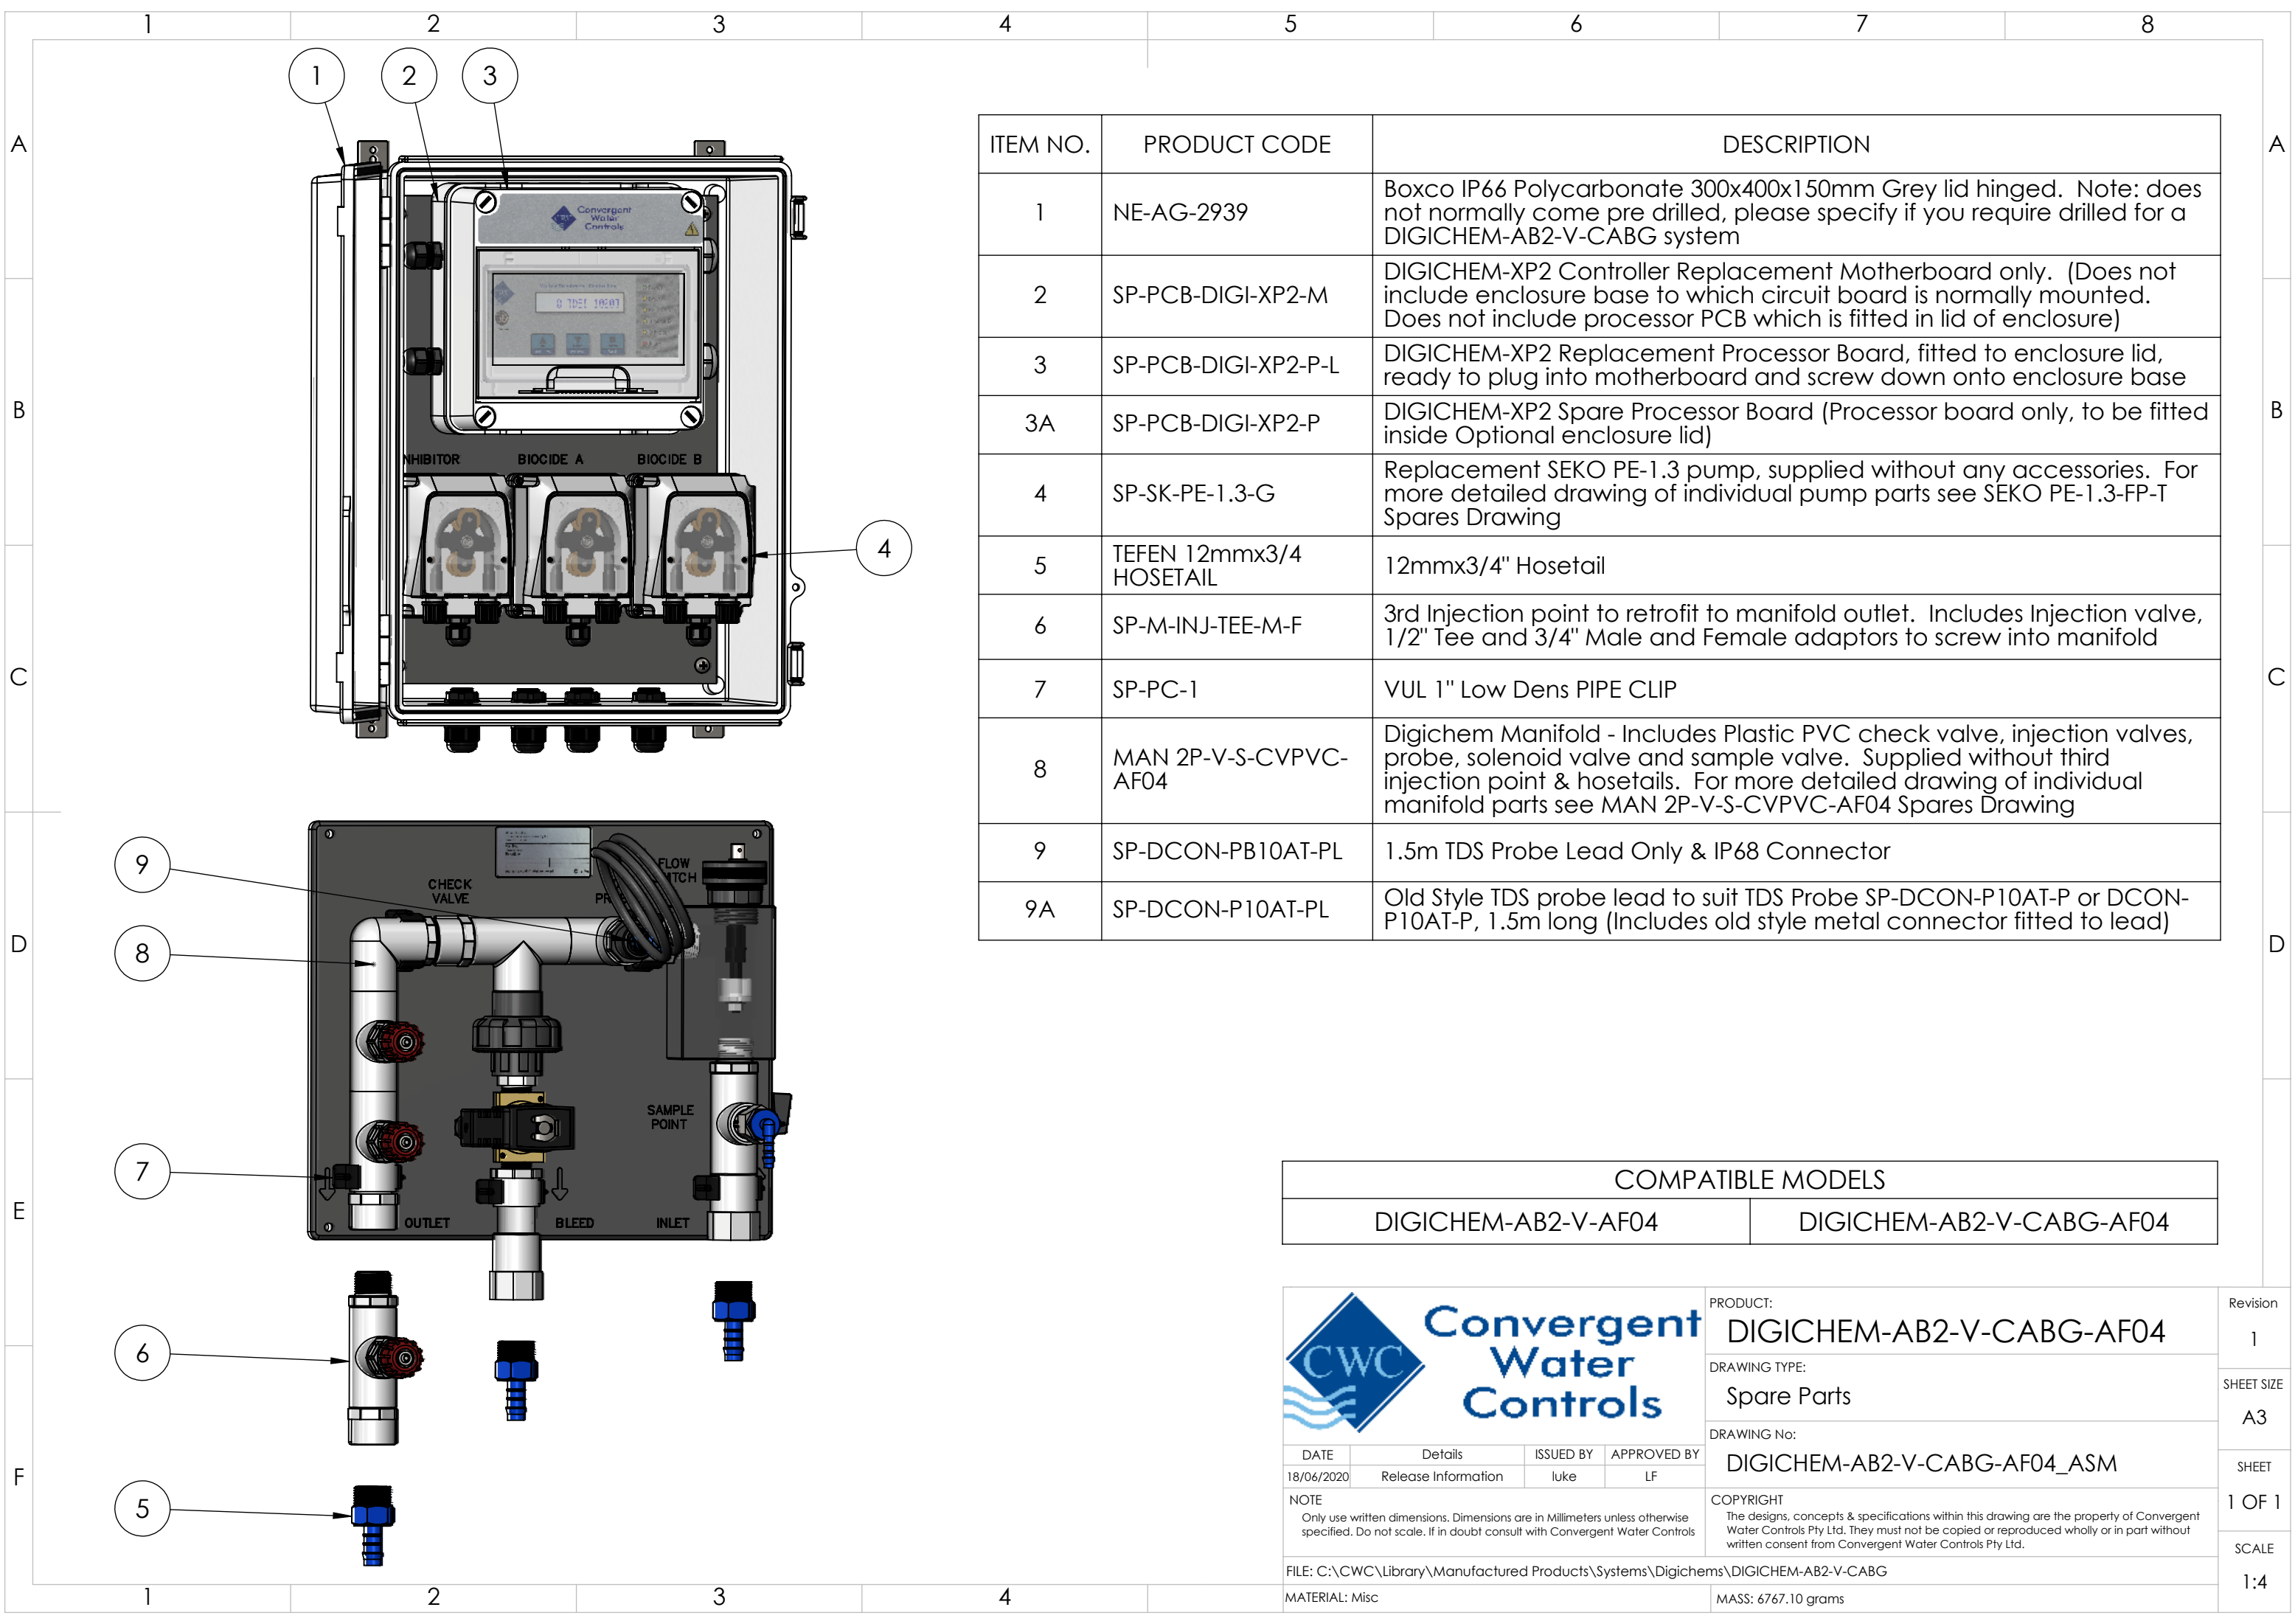 1 2 3 4 5 6 7 8
A
B
C
D
E
F
A
B
C
D
1
2
3
Convergent
Water
Controls
NHIBITOR BIOCIDE A BIOCIDE B
4
9
8
7
6
5
CHECK
VALVE
FLOW
SAMPLE
POINT
OUTLET BLEED INLET
ITEM NO. PRODUCT CODE DESCRIPTION
1 NE-AG-2939 Boxco IP66 Polycarbonate 300x400x150mm Grey lid hinged. Note: does
not normally come pre drilled, please specify if you require drilled for a
DIGICHEM-AB2-V-CABG system
2 SP-PCB-DIGI-XP2-M DIGICHEM-XP2 Controller Replacement Motherboard only. (Does not
include enclosure base to which circuit board is normally mounted.
Does not include processor PCB which is fitted in lid of enclosure)
3 SP-PCB-DIGI-XP2-P-L DIGICHEM-XP2 Replacement Processor Board, fitted to enclosure lid,
ready to plug into motherboard and screw down onto enclosure base
3A SP-PCB-DIGI-XP2-P DIGICHEM-XP2 Spare Processor Board (Processor board only, to be fitted
inside Optional enclosure lid)
4 SP-SK-PE-1.3-G Replacement SEKO PE-1.3 pump, supplied without any accessories. For
more detailed drawing of individual pump parts see SEKO PE-1.3-FP-T
Spares Drawing
5 TEFEN 12mmx3/4
HOSETAIL 12mmx3/4" Hosetail
6 SP-M-INJ-TEE-M-F 3rd Injection point to retrofit to manifold outlet. Includes Injection valve,
1/2" Tee and 3/4" Male and Female adaptors to screw into manifold
7 SP-PC-1 VUL 1" Low Dens PIPE CLIP
8 MAN 2P-V-S-CVPVC-
AF04 Digichem Manifold - Includes Plastic PVC check valve, injection valves,
probe, solenoid valve and sample valve. Supplied without third
injection point & hosetails. For more detailed drawing of individual
manifold parts see MAN 2P-V-S-CVPVC-AF04 Spares Drawing
9 SP-DCON-PB10AT-PL 1.5m TDS Probe Lead Only & IP68 Connector
9A SP-DCON-P10AT-PL Old Style TDS probe lead to suit TDS Probe SP-DCON-P10AT-P or DCON-
P10AT-P, 1.5m long (Includes old style metal connector fitted to lead)
COMPATIBLE MODELS
DIGICHEM-AB2-V-AF04 DIGICHEM-AB2-V-CABG-AF04
CWC
Convergent
Water
Controls
PRODUCT:
DIGICHEM-AB2-V-CABG-AF04
DRAWING TYPE:
Spare Parts
DRAWING No:
DIGICHEM-AB2-V-CABG-AF04_ASM
Revision
1
SHEET SIZE
A3
SHEET
1 OF 1
SCALE
1:4
DATE Details ISSUED BY APPROVED BY
18/06/2020 Release Information luke LF
NOTE
Only use written dimensions. Dimensions are in Millimeters unless otherwise
specified. Do not scale. If in doubt consult with Convergent Water Controls
COPYRIGHT
The designs, concepts & specifications within this drawing are the property of Convergent
Water Controls Pty Ltd. They must not be copied or reproduced wholly or in part without
written consent from Convergent Water Controls Pty Ltd.
FILE: C:\CWC\Library\Manufactured Products\Systems\Digichems\DIGICHEM-AB2-V-CABG
MATERIAL: Misc
MASS: 6767.10 grams
1 2 3 4